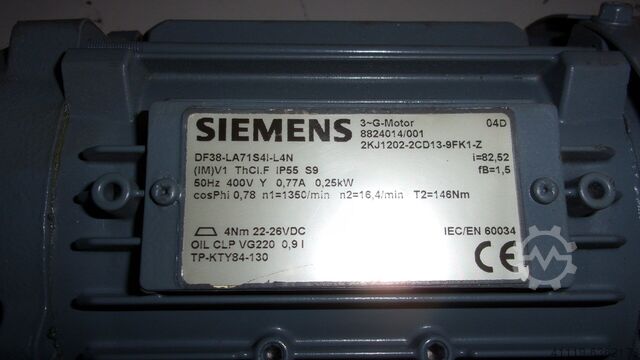 SIEMENS 3~G-Motor 04D
8824014/001
2KJ1202-2CD13-9FK1-Z
DF38-LA71S4I-L4N i=82,52
(IM)V1 ThCl.F IP55 S9 fB=1,5
50Hz 400V Y 0,77A 0,25kW
cosPhi 0,78 n1=1350/min n2=16,4/min T2=146Nm
4Nm 22-26VDC IEC/EN 60034
OIL CLP VG220 0,9 l
TP-KTY84-130 CE